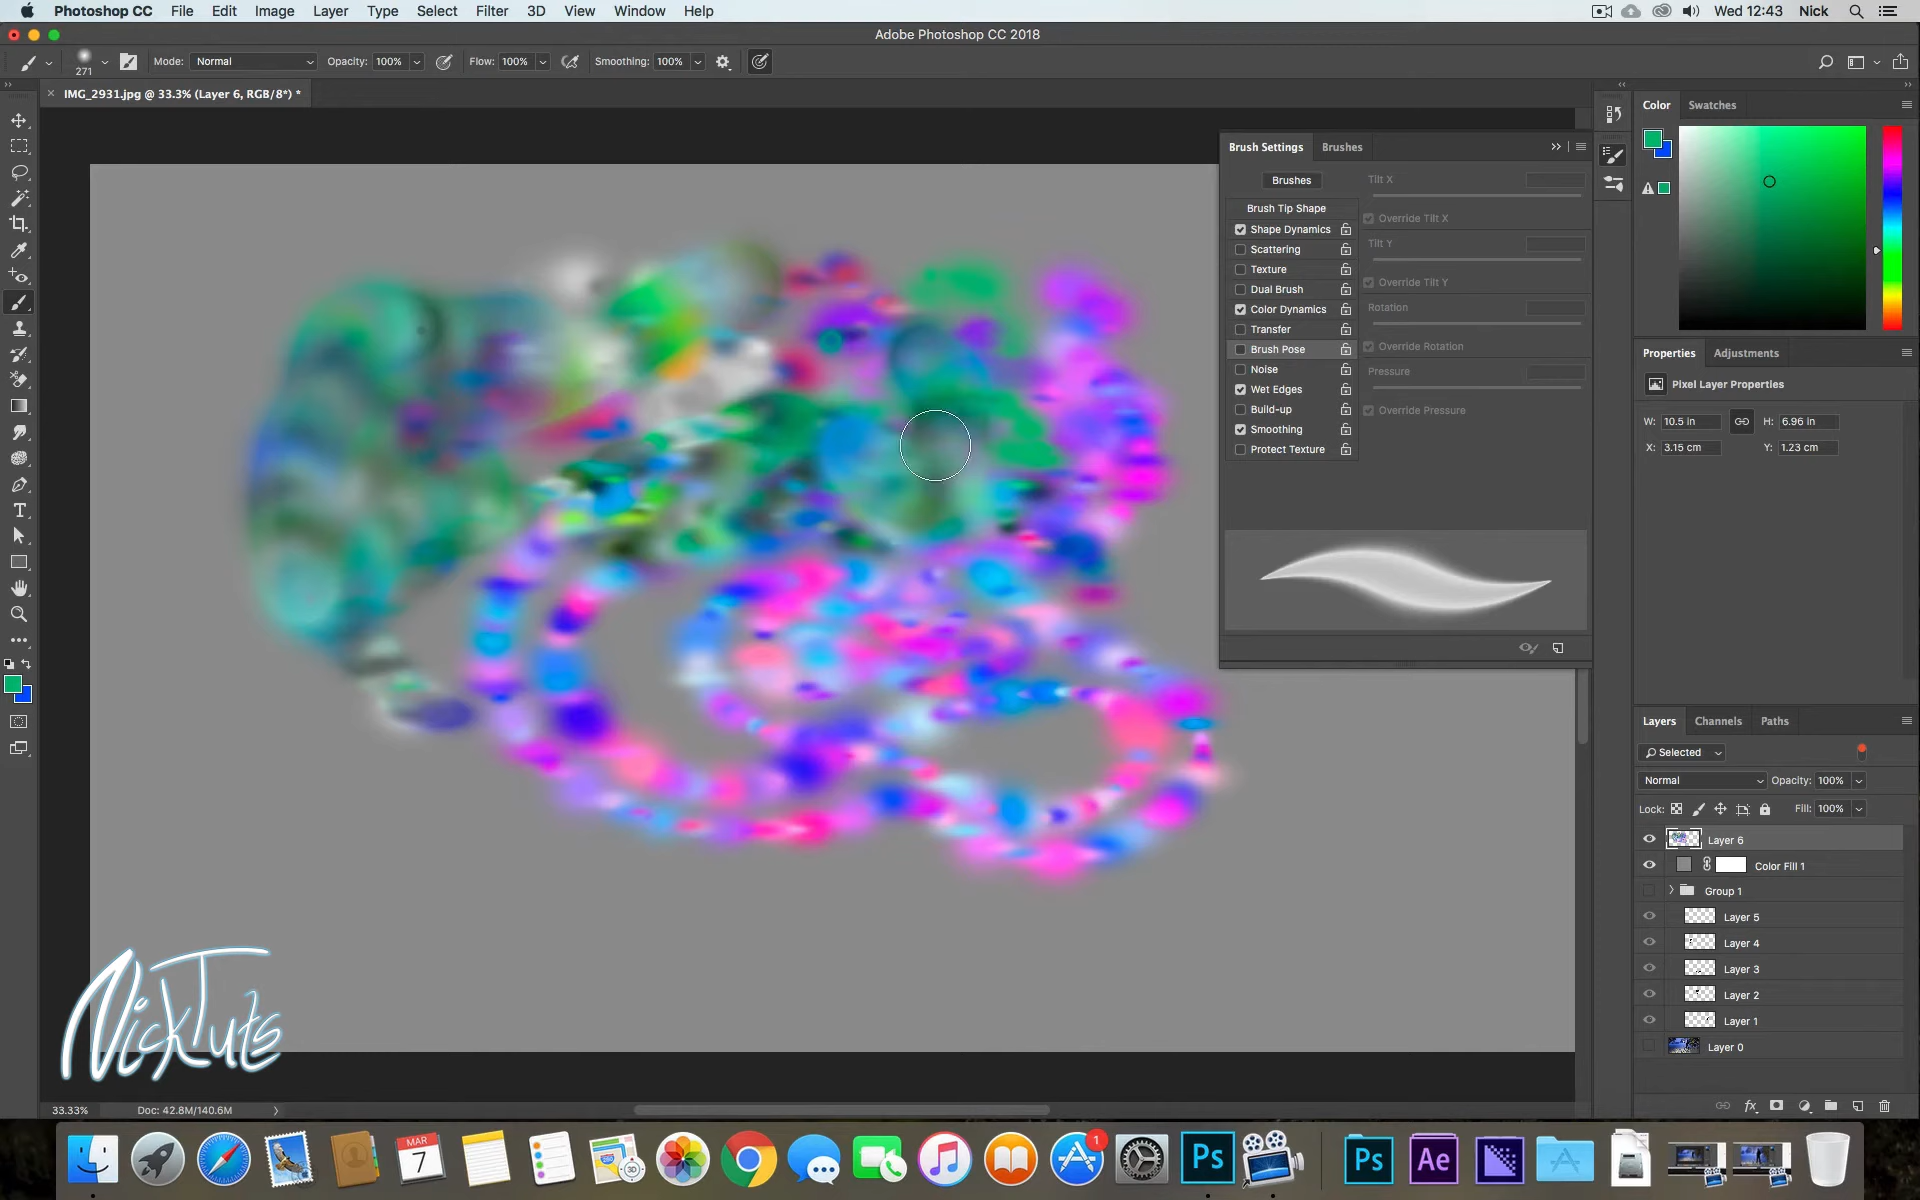 Photoshop CC File Edit Image Layer Type Select Filter 3D View Window Help Wed 12:43 Nick
Adobe Photoshop CC 2018
271 Mode: Normal Opacity: 100% Flow: 100% Smoothing: 100%
IMG_2931.jpg @ 33.3% (Layer 6, RGB/8*) *
Color Swatches
Brush Settings Brushes
Brushes
Brush Tip Shape
Shape Dynamics
Scattering
Texture
Dual Brush
Color Dynamics
Transfer
Brush Pose
Noise
Wet Edges
Build-up
Smoothing
Protect Texture
Tilt X
Override Tilt X
Tilt Y
Override Tilt Y
Rotation
Override Rotation
Pressure
Override Pressure
Properties Adjustments
Pixel Layer Properties
W: 10.5 in H: 6.96 in
X: 3.15 cm Y: 1.23 cm
Layers Channels Paths
Selected
Normal Opacity: 100%
Lock: Fill: 100%
Layer 6
Color Fill 1
Group 1
Layer 5
Layer 4
Layer 3
Layer 2
Layer 1
Layer 0
NickTuts
33.33% Doc: 42.8M/140.6M
MAR
7
3D
1
Ps
Ps
Ae